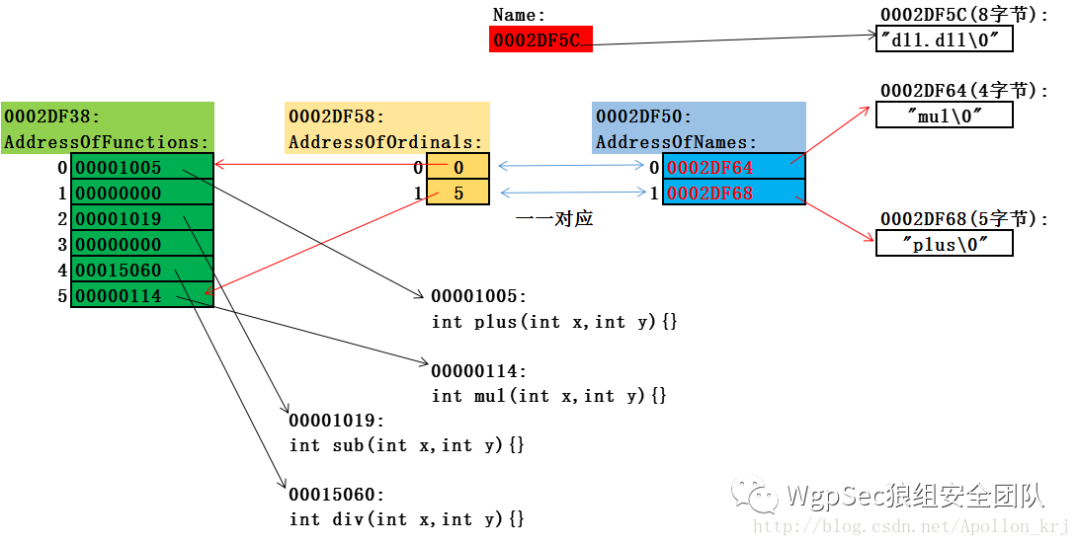 Name:
0002DF5C
0002DF5C(8字节):
"dll.dll\0"
0002DF64(4字节):
"mul\0"
0002DF38:
AddressOfFunctions:
0002DF58:
AddressOfOrdinals:
0002DF50:
AddressOfNames:
0 00001005
0 0
0 0002DF64
1 00000000
1 5
1 0002DF68
2 00001019
一一对应
0002DF68(5字节):
"plus\0"
3 00000000
4 00015060
5 00000114
00001005:
int plus(int x,int y){}
00000114:
int mul(int x,int y){}
00001019:
int sub(int x,int y){}
00015060:
int div(int x,int y){}
WgpSec狼组安全团队
http://blog.csdn.net/Apollon_krj